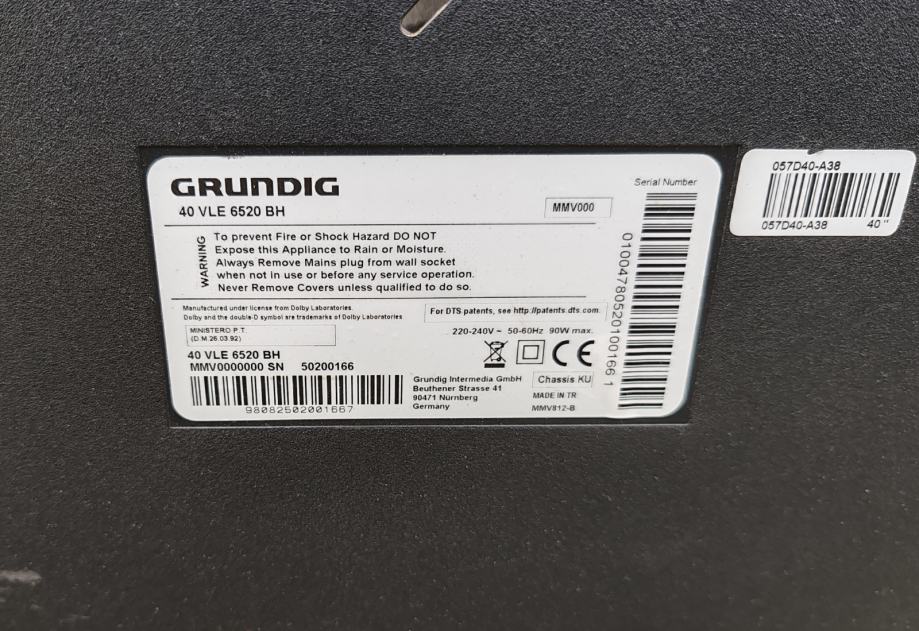 GRUNDIG
40 VLE 6520 BH
MMV000
Serial Number
WARNING
To prevent Fire or Shock Hazard DO NOT
Expose this Appliance to Rain or Moisture.
Always Remove Mains plug from wall socket
when not in use or before any service operation.
Never Remove Covers unless qualified to do so.
Manufactured under license from Dolby Laboratories.
Dolby and the double-D symbol are trademarks of Dolby Laboratories
For DTS patents, see http://patents.dts.com.
MINISTERO P.T.
(D.M.26.03.92)
220-240V ~ 50-60Hz 90W max.
40 VLE 6520 BH
MMV0000000 SN 50200166
98082502001667
CE
Grundig Intermedia GmbH
Beuthener Strasse 41
90471 Nürnberg
Germany
Chassis KU
MADE IN TR
MMV812-B
01004780520100166 1
057D40-A38
057D40-A38 40"